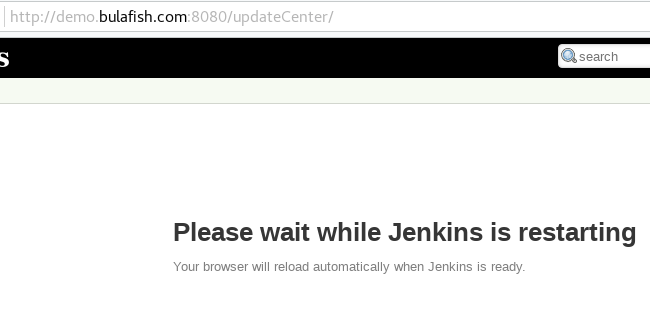 http://demo.bulafish.com:8080/updateCenter/
s
search
Please wait while Jenkins is restarting
Your browser will reload automatically when Jenkins is ready.